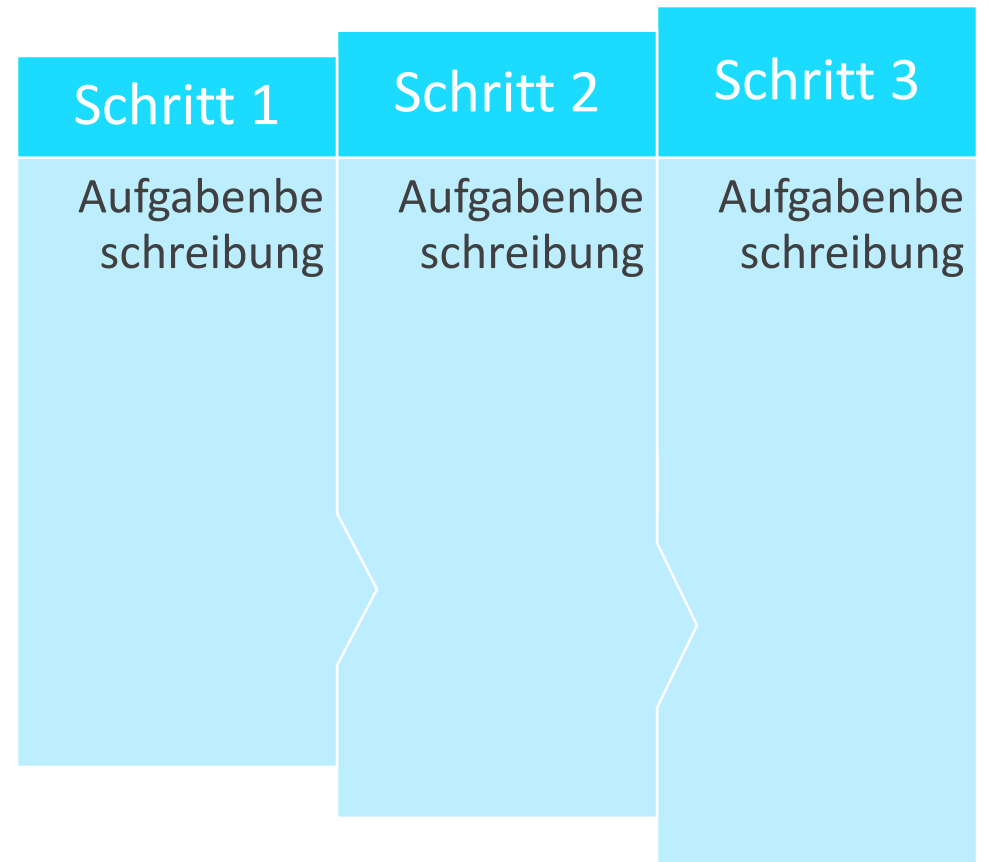 Schritt 1
Aufgabenbe
schreibung
Schritt 2
Aufgabenbe
schreibung
Schritt 3
Aufgabenbe
schreibung